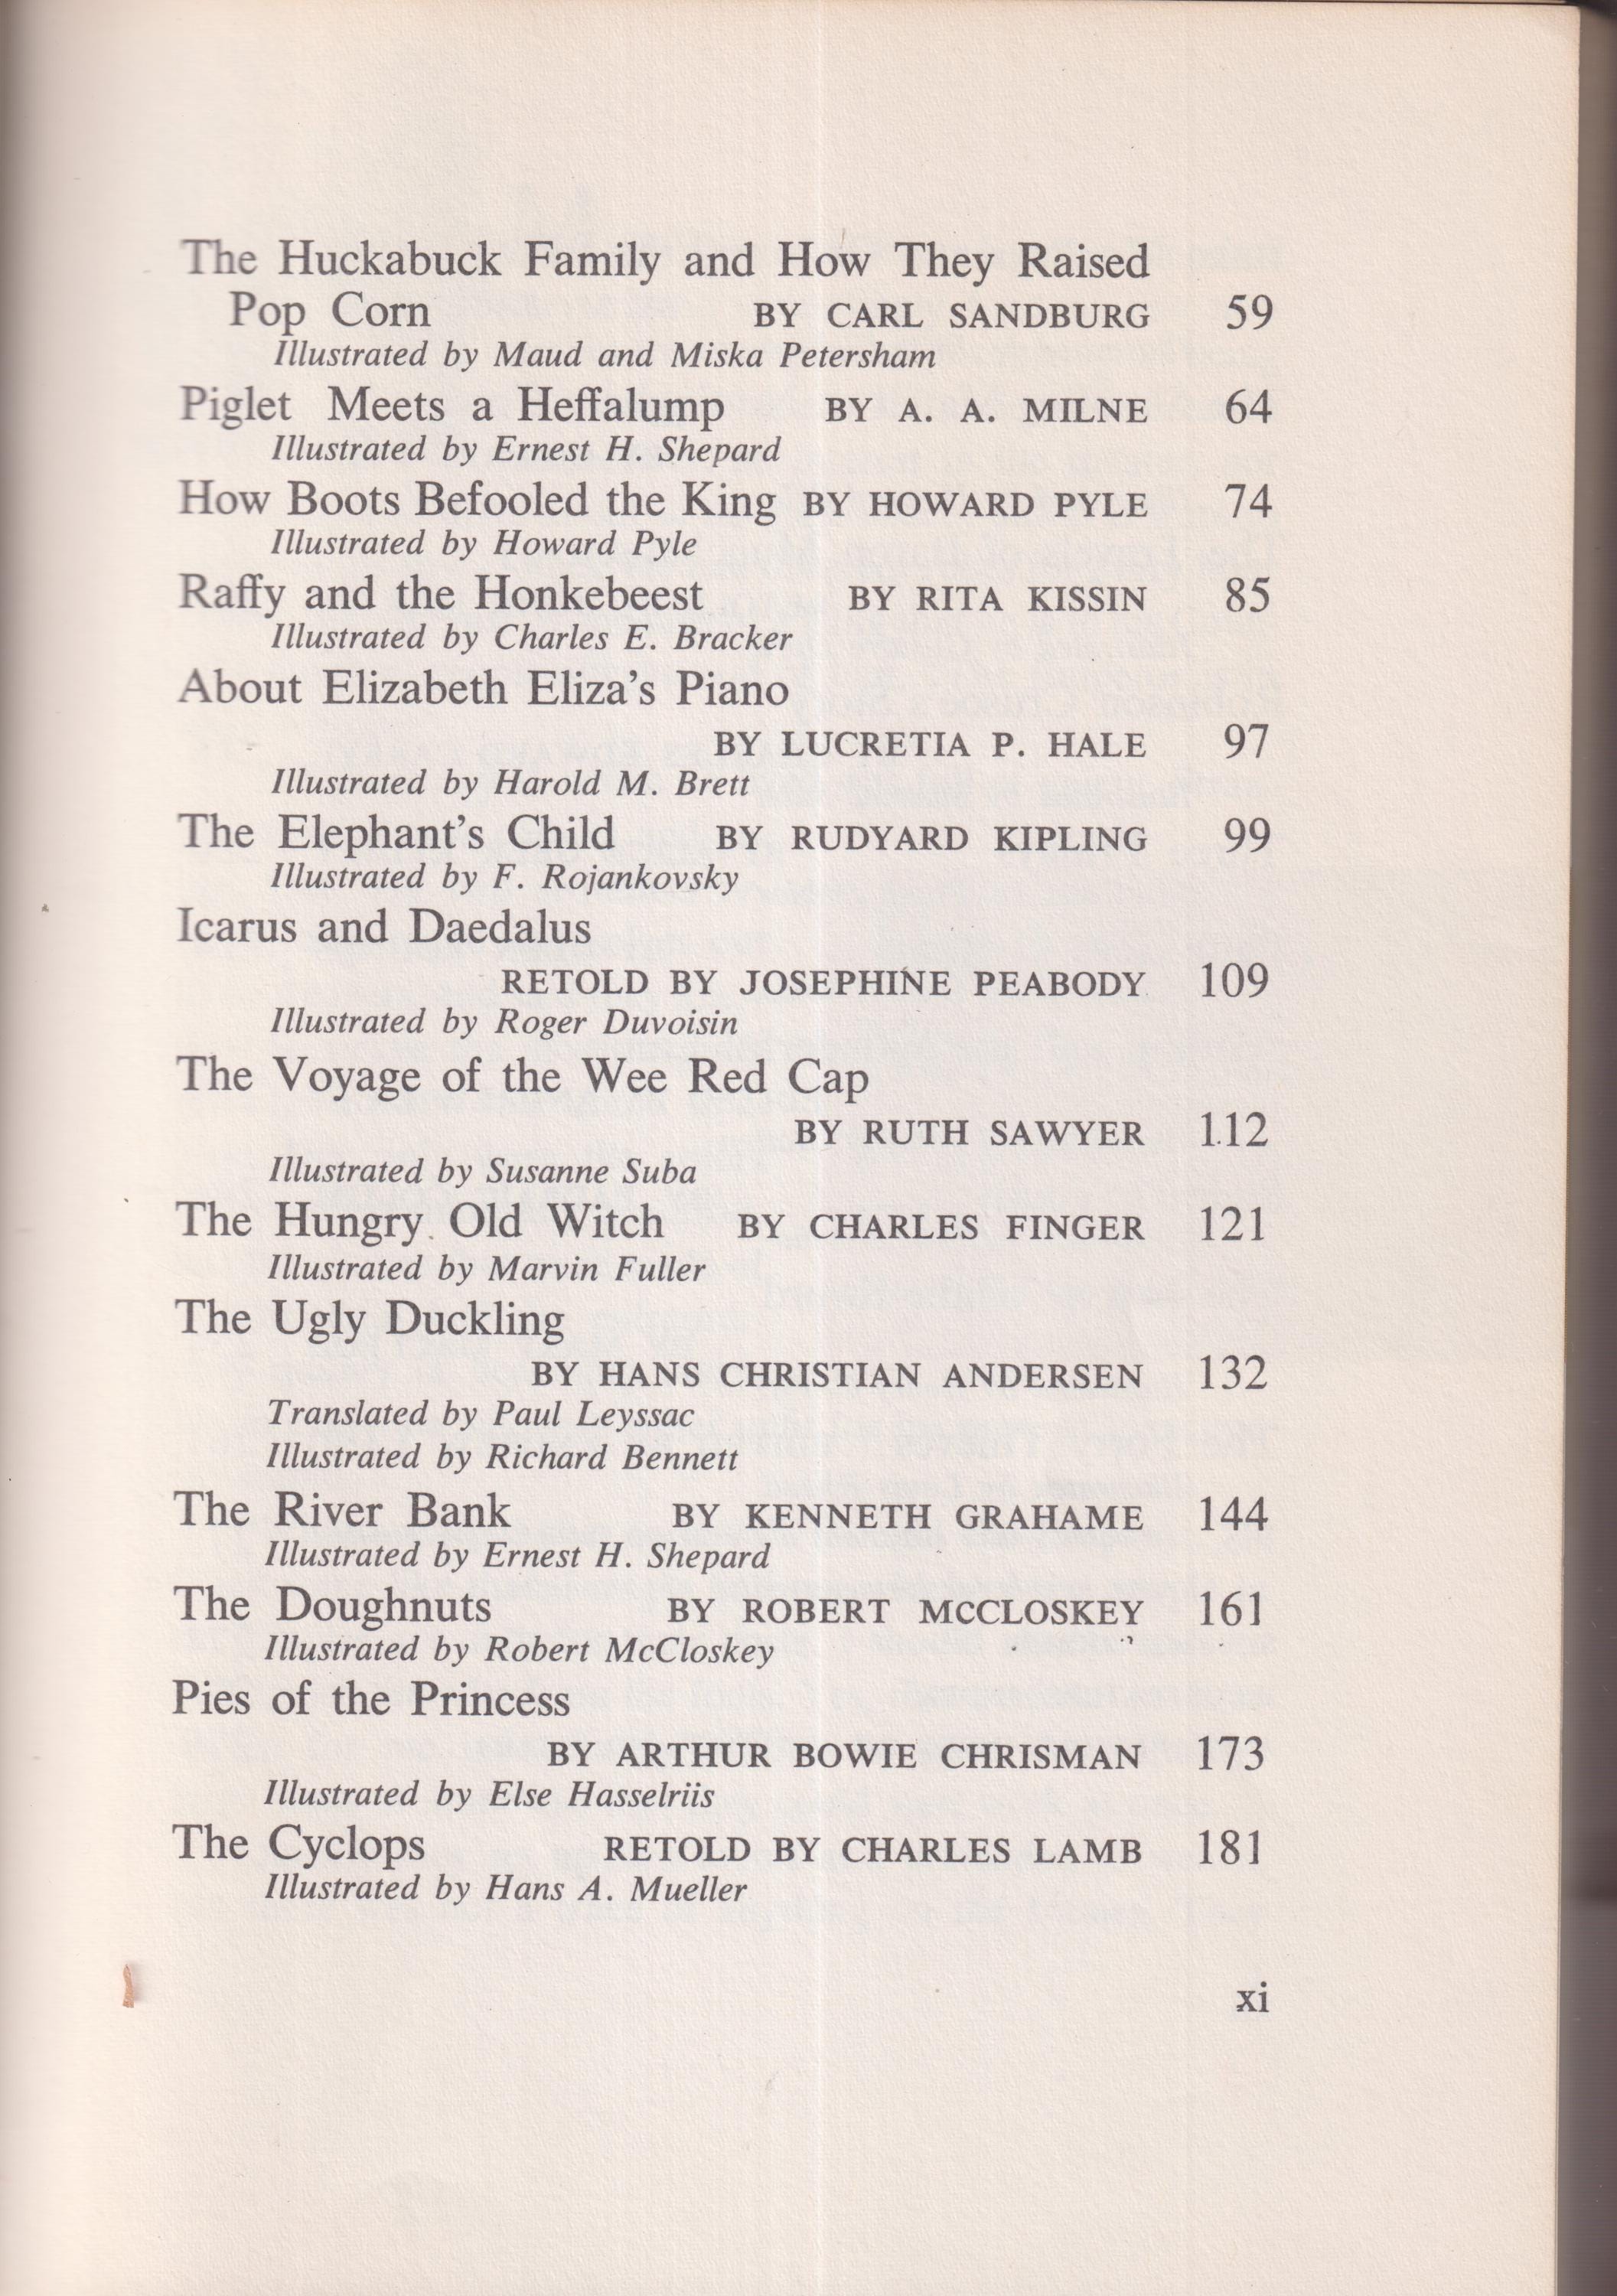 The Huckabuck Family and How They Raised
Pop Corn BY CARL SANDBURG 59
Illustrated by Maud and Miska Petersham
Piglet Meets a Heffalump BY A. A. MILNE 64
Illustrated by Ernest H. Shepard
How Boots Befooled the King BY HOWARD PYLE 74
Illustrated by Howard Pyle
Raffy and the Honkebeest BY RITA KISSIN 85
Illustrated by Charles E. Bracker
About Elizabeth Eliza's Piano
BY LUCRETIA P. HALE 97
Illustrated by Harold M. Brett
The Elephant's Child BY RUDYARD KIPLING 99
Illustrated by F. Rojankovsky
Icarus and Daedalus
RETOLD BY JOSEPHINE PEABODY 109
Illustrated by Roger Duvoisin
The Voyage of the Wee Red Cap
BY RUTH SAWYER 112
Illustrated by Susanne Suba
The Hungry Old Witch BY CHARLES FINGER 121
Illustrated by Marvin Fuller
The Ugly Duckling
BY HANS CHRISTIAN ANDERSEN 132
Translated by Paul Leyssac
Illustrated by Richard Bennett
The River Bank BY KENNETH GRAHAME 144
Illustrated by Ernest H. Shepard
The Doughnuts BY ROBERT MCCLOSKEY 161
Illustrated by Robert McCloskey
Pies of the Princess
BY ARTHUR BOWIE CHRISMAN 173
Illustrated by Else Hasselriis
The Cyclops RETOLD BY CHARLES LAMB 181
Illustrated by Hans A. Mueller
xi